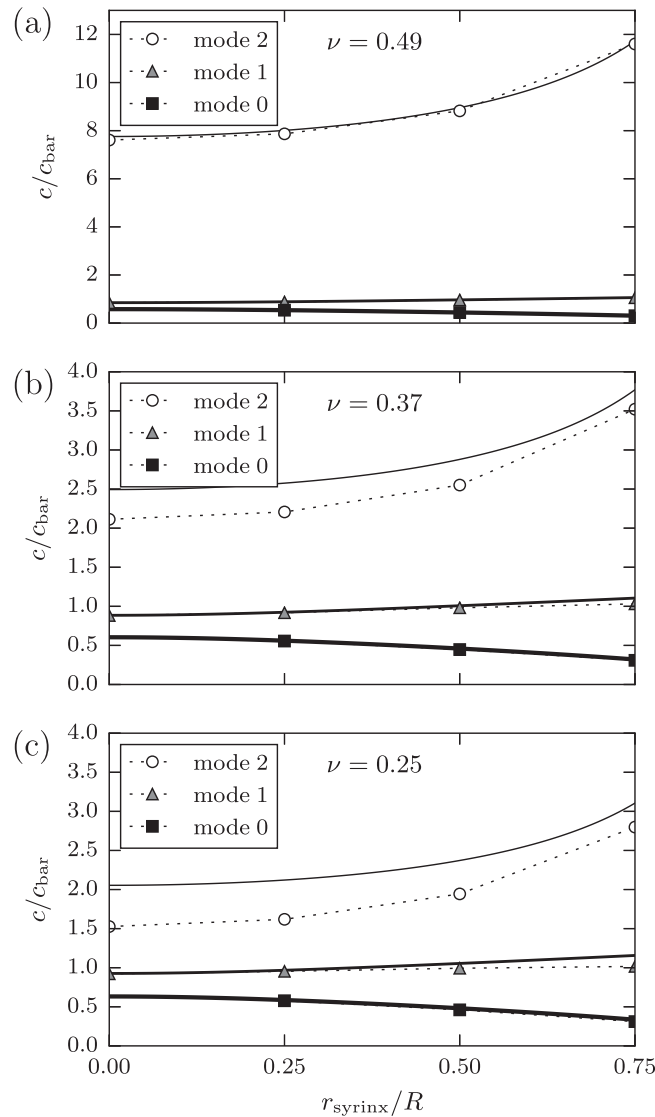 (a)
mode 2
mode 1
mode 0
ν = 0.49
12
10
8
6
4
2
0
c/c_bar
(b)
mode 2
mode 1
mode 0
ν = 0.37
4.0
3.5
3.0
2.5
2.0
1.5
1.0
0.5
0.0
c/c_bar
(c)
mode 2
mode 1
mode 0
ν = 0.25
4.0
3.5
3.0
2.5
2.0
1.5
1.0
0.5
0.0
c/c_bar
0.00 0.25 0.50 0.75
r_syrinx/R